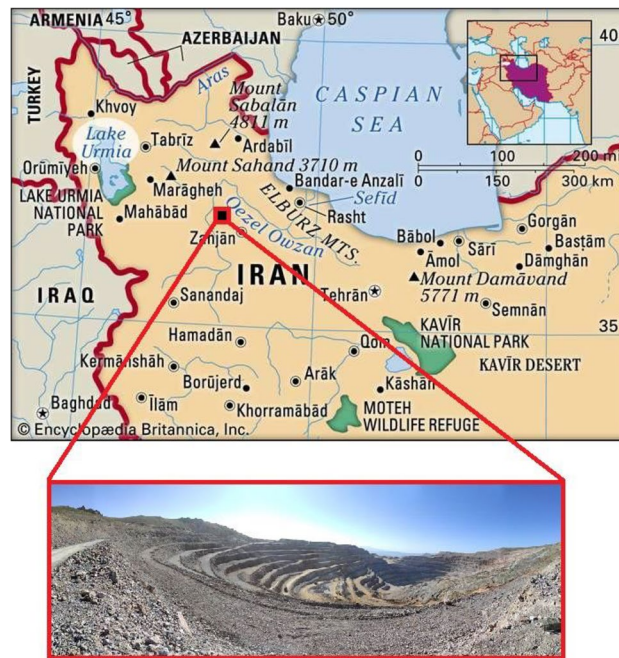 ARMENIA 45°
Baku 50°
40
AZERBAIJAN
TURKEY
Aras
Mount
Sabalān
4811 m
CASPIAN
SEA
Khvoy
Lake
Urmia
Tabrīz
Ardabīl
Orūmīyeh
Mount Sahand 3710 m
Marāgheh
LAKE URMIA
NATIONAL
PARK
Mahābād
Bandar-e Anzalī
Sefīd
Rasht
ELBURZ MTS.
Qezel Owzan
Zanjān
0 100 200 mi
0 150 300 km
Gorgān
Bābol
Sārī
Basṭām
Āmol
Dāmghān
Mount Damāvand
5771 m
IRAQ
IRAN
Tehrān
Sanandaj
Semnān
Hamadān
KAVĪR
NATIONAL PARK
35
Qom
KAVĪR DESERT
Kermānshāh
Borūjerd
Arāk
Kāshān
Baghdad
Īlām
Khorramābād
MOTEH
WILDLIFE REFUGE
© Encyclopædia Britannica, Inc.